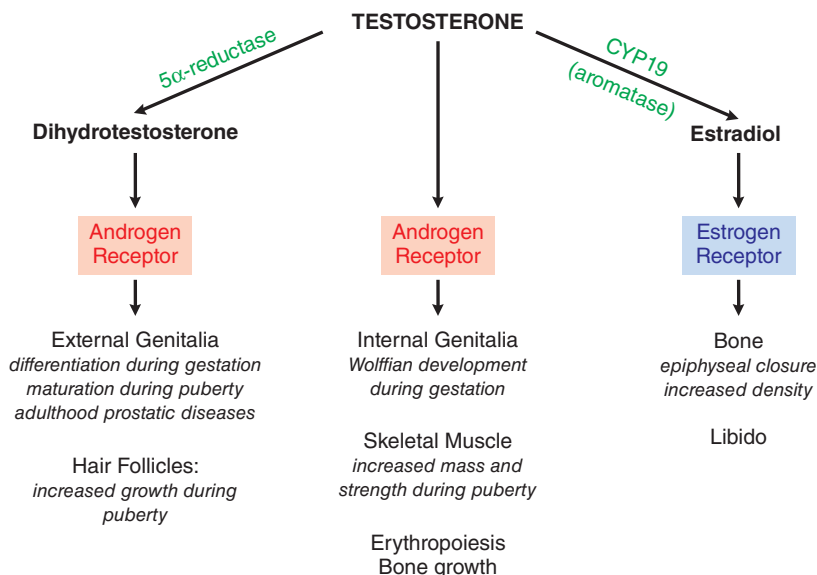 TESTOSTERONE
5α-reductase
CYP19
(aromatase)
Dihydrotestosterone
Estradiol
Androgen
Receptor
Androgen
Receptor
Estrogen
Receptor
External Genitalia
differentiation during gestation
maturation during puberty
adulthood prostatic diseases
Hair Follicles:
increased growth during
puberty
Internal Genitalia
Wolffian development
during gestation
Skeletal Muscle
increased mass and
strength during puberty
Erythropoiesis
Bone growth
Bone
epiphyseal closure
increased density
Libido